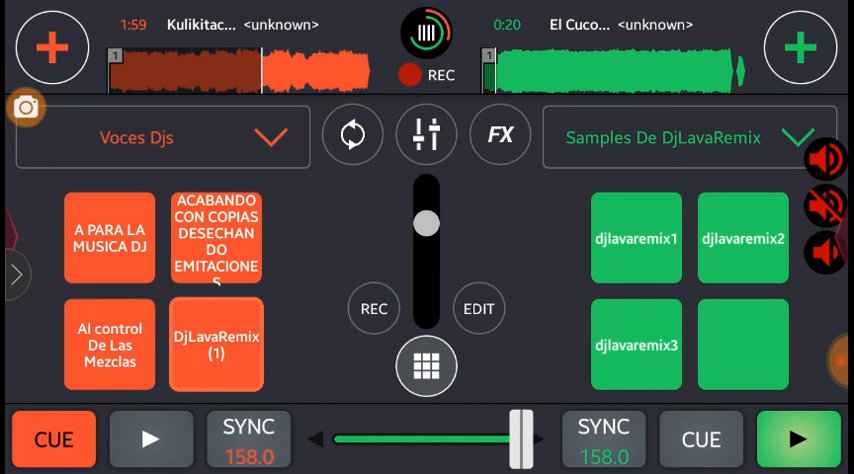 1:59 Kulikitac... <unknown>
0:20 El Cuco... <unknown>
1
1
REC
Voces Djs
FX
Samples De DjLavaRemix
A PARA LA
MUSICA DJ
ACABANDO
CON COPIAS
DESECHAN
DO
EMITACIONE
S
djlavaremix1
djlavaremix2
REC
EDIT
Al control
De Las
Mezclas
DjLavaRemix
(1)
djlavaremix3
CUE
SYNC
158.0
SYNC
158.0
CUE